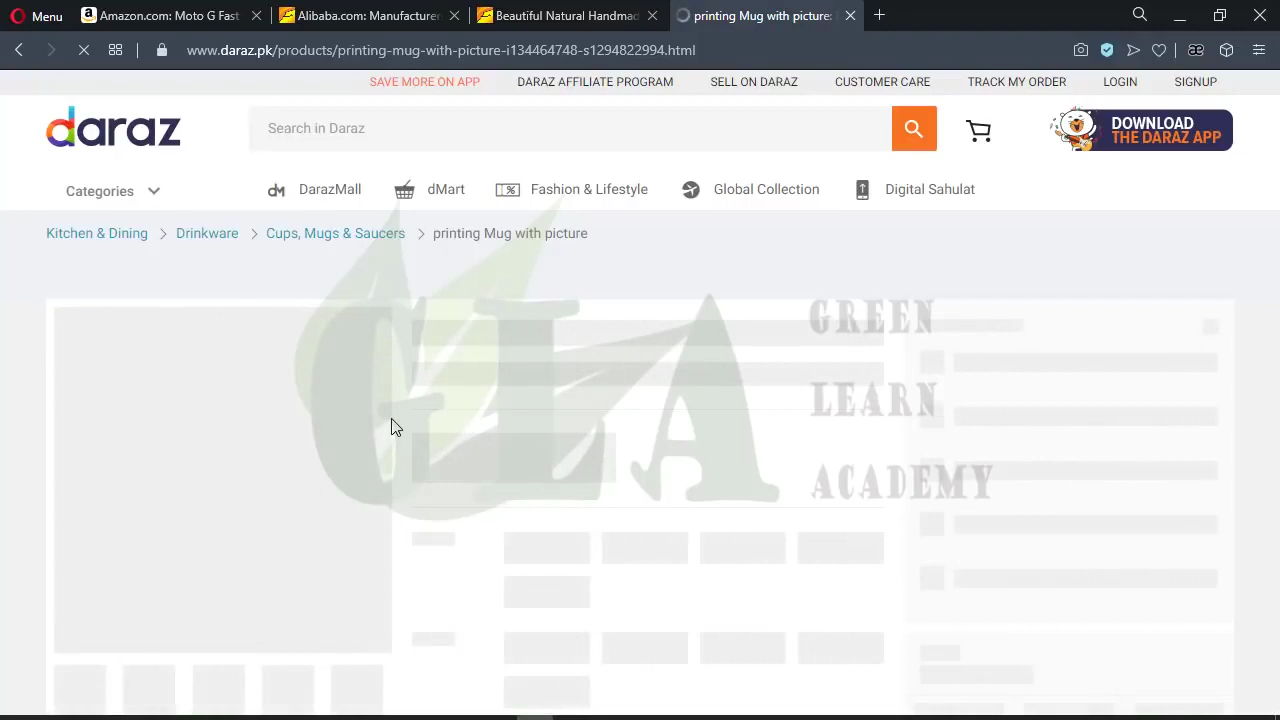 Menu
Amazon.com: Moto G Fast
Alibaba.com: Manufacturer
Beautiful Natural Handmad
printing Mug with picture:
www.daraz.pk/products/printing-mug-with-picture-i134464748-s1294822994.html
SAVE MORE ON APP
DARAZ AFFILIATE PROGRAM
SELL ON DARAZ
CUSTOMER CARE
TRACK MY ORDER
LOGIN
SIGNUP
daraz
Search in Daraz
DOWNLOAD
THE DARAZ APP
Categories
DarazMall
dMart
Fashion & Lifestyle
Global Collection
Digital Sahulat
Kitchen & Dining
Drinkware
Cups, Mugs & Saucers
printing Mug with picture
GLA
GREEN
LEARN
ACADEMY